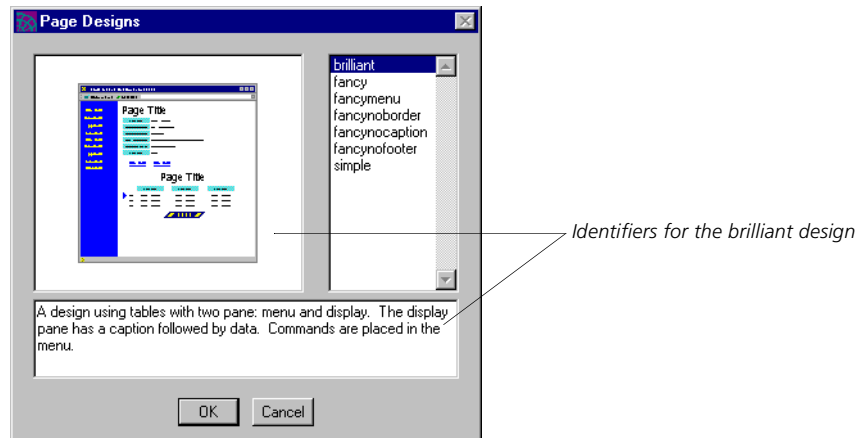 Page Designs
Page Title
Page Title
brilliant
fancy
fancymenu
fancynoborder
fancynocaption
fancynofooter
simple
Identifiers for the brilliant design
A design using tables with two pane: menu and display. The display
pane has a caption followed by data. Commands are placed in the
menu.
OK
Cancel